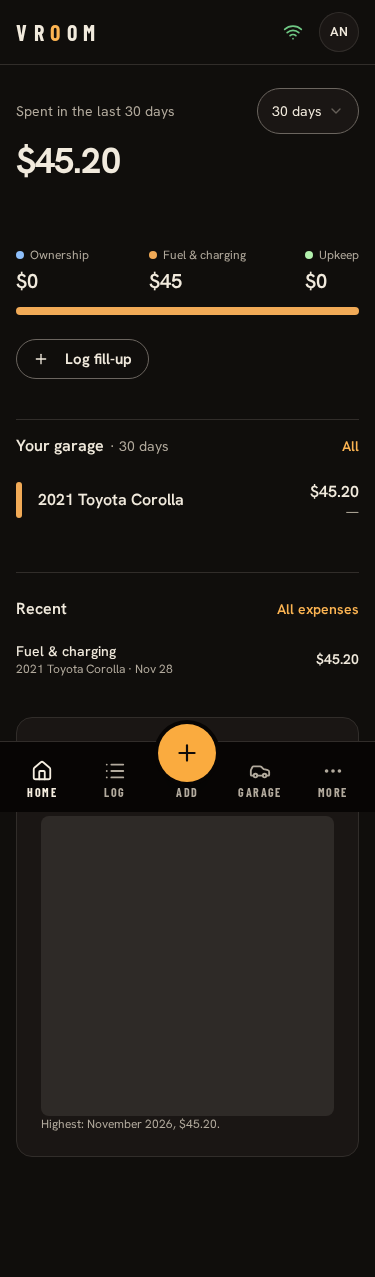 VROOM
AN
Spent in the last 30 days
30 days
$45.20
Ownership
Fuel & charging
Upkeep
$0
$45
$0
+ Log fill-up
Your garage · 30 days
All
2021 Toyota Corolla
$45.20
—
Recent
All expenses
Fuel & charging
2021 Toyota Corolla · Nov 28
$45.20
HOME
LOG
ADD
GARAGE
MORE
Highest: November 2026, $45.20.